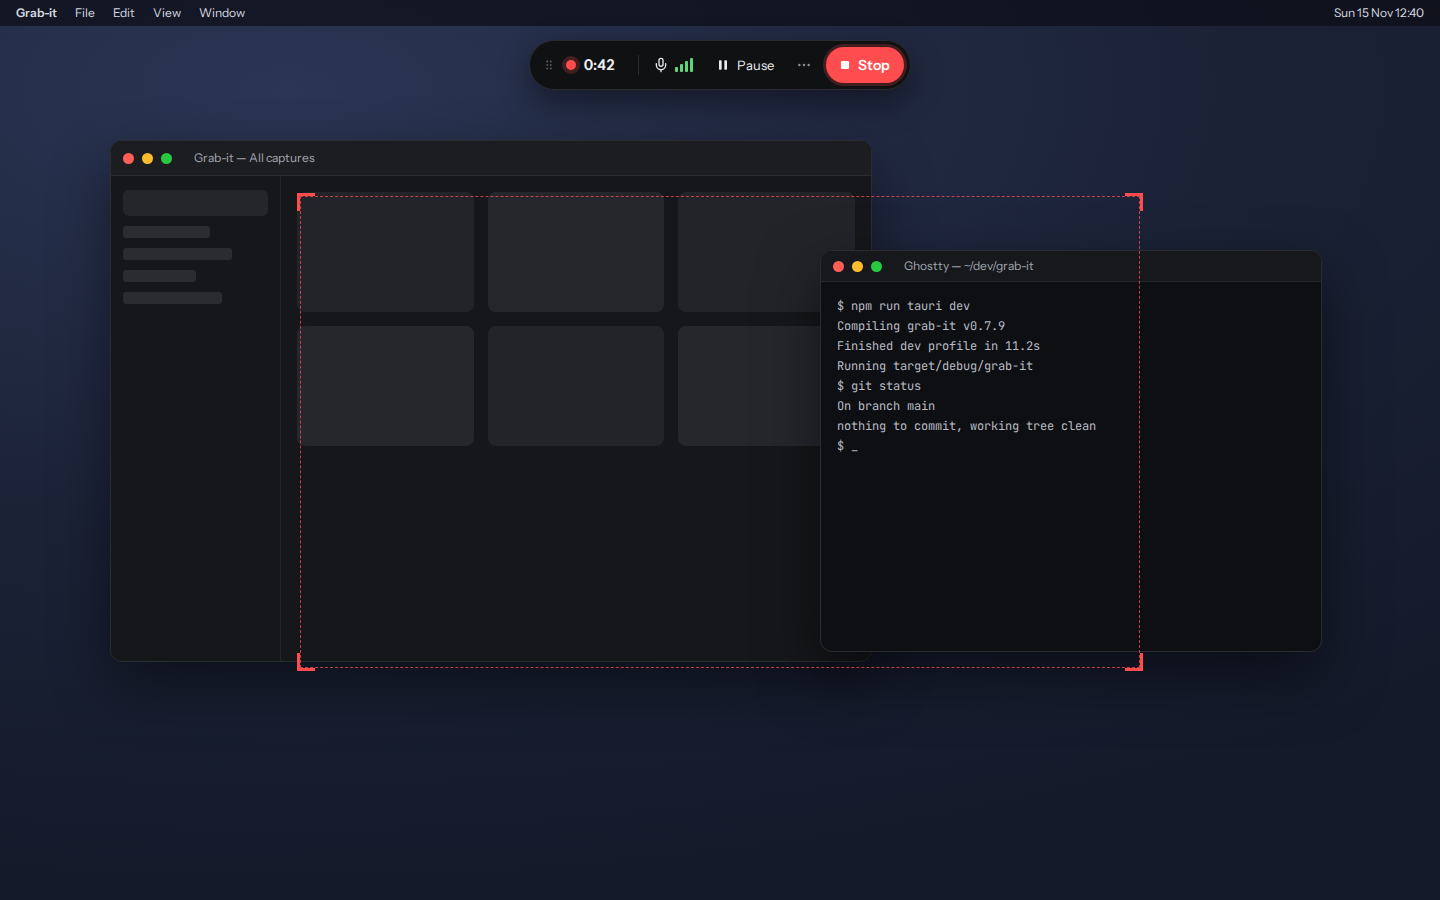 Grab-it File Edit View Window Sun 15 Nov 12:40
0:42 Pause ··· Stop
Grab-it — All captures
Ghostty — ~/dev/grab-it
$ npm run tauri dev
Compiling grab-it v0.7.9
Finished dev profile in 11.2s
Running target/debug/grab-it
$ git status
On branch main
nothing to commit, working tree clean
$ _